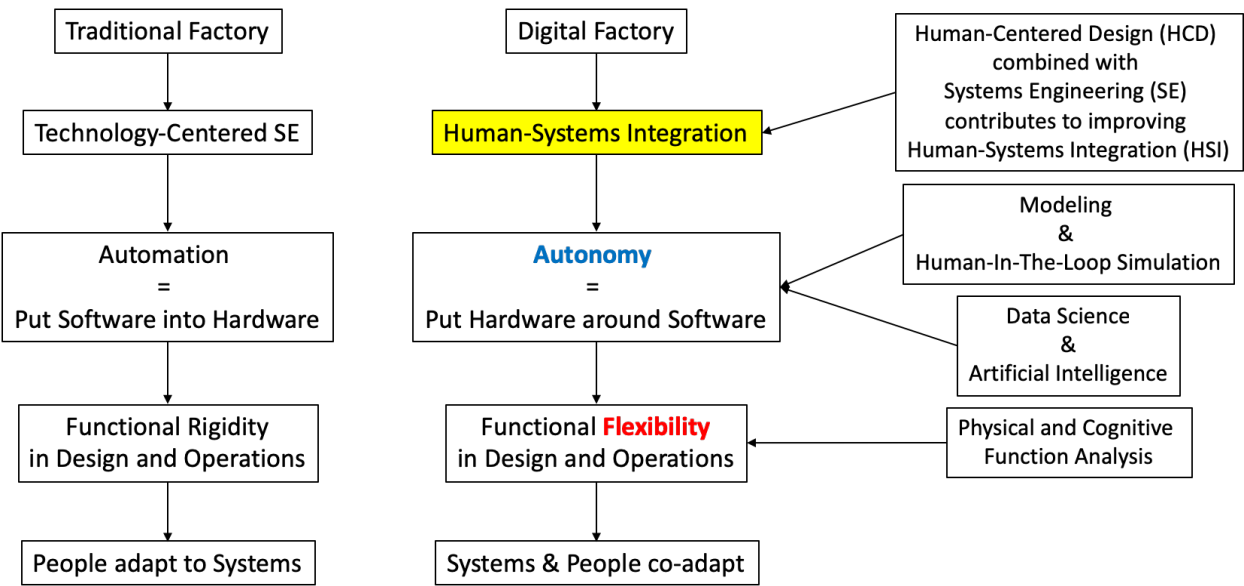 Traditional Factory
Technology-Centered SE
Automation
=
Put Software into Hardware
Functional Rigidity
in Design and Operations
People adapt to Systems
Digital Factory
Human-Systems Integration
Autonomy
=
Put Hardware around Software
Functional Flexibility
in Design and Operations
Systems & People co-adapt
Human-Centered Design (HCD)
combined with
Systems Engineering (SE)
contributes to improving
Human-Systems Integration (HSI)
Modeling
&
Human-In-The-Loop Simulation
Data Science
&
Artificial Intelligence
Physical and Cognitive
Function Analysis